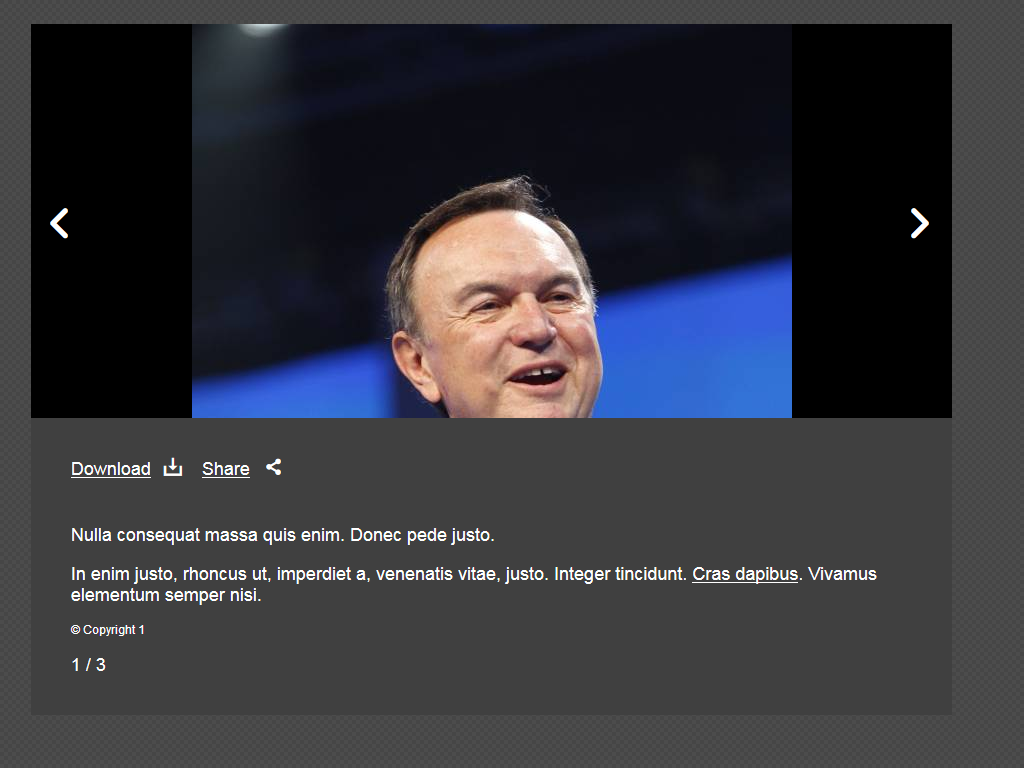 Download Share
Nulla consequat massa quis enim. Donec pede justo.
In enim justo, rhoncus ut, imperdiet a, venenatis vitae, justo. Integer tincidunt. Cras dapibus. Vivamus
elementum semper nisi.
© Copyright 1
1 / 3